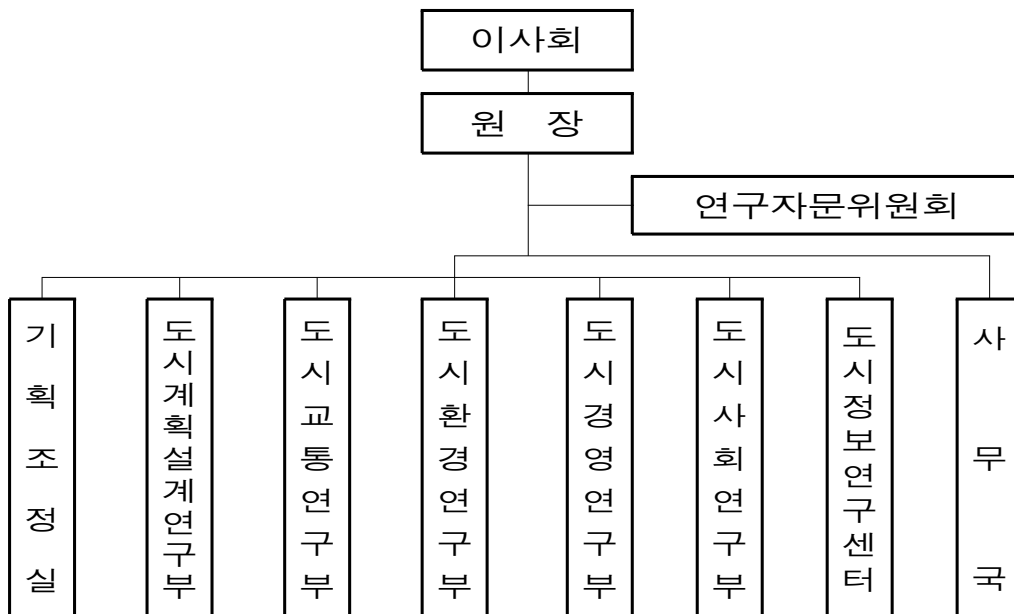 이사회
원 장
연구자문위원회
기획조정실
도시계획설계연구부
도시교통연구부
도시환경연구부
도시경영연구부
도시사회연구부
도시정보연구센터
사무국